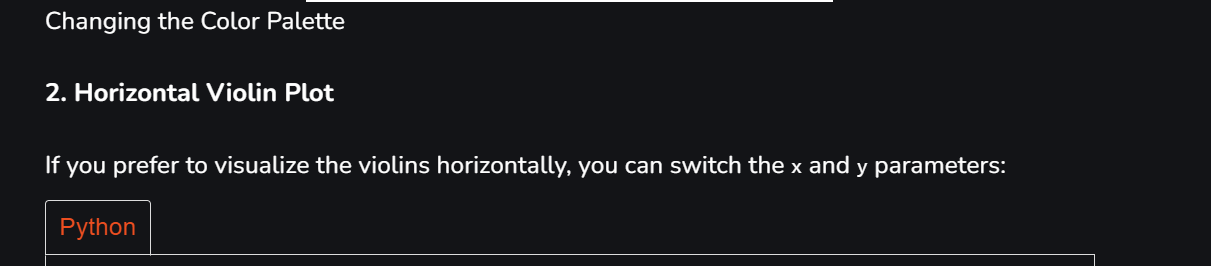 Changing the Color Palette
2. Horizontal Violin Plot
If you prefer to visualize the violins horizontally, you can switch the x and y parameters:
Python